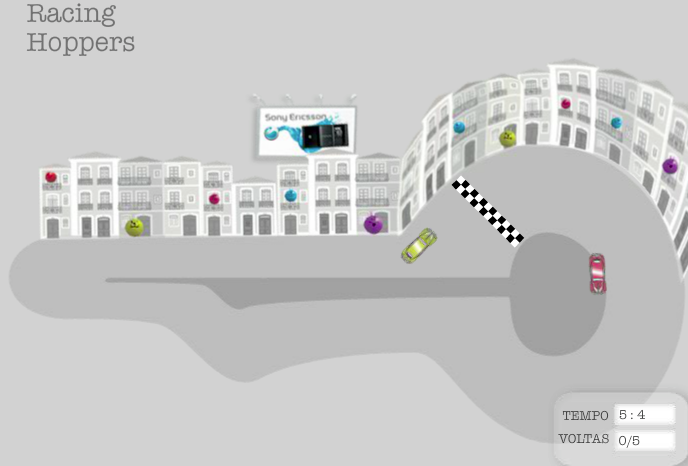 Racing
Hoppers
Sony Ericsson
TEMPO 5 : 4
VOLTAS 0/5